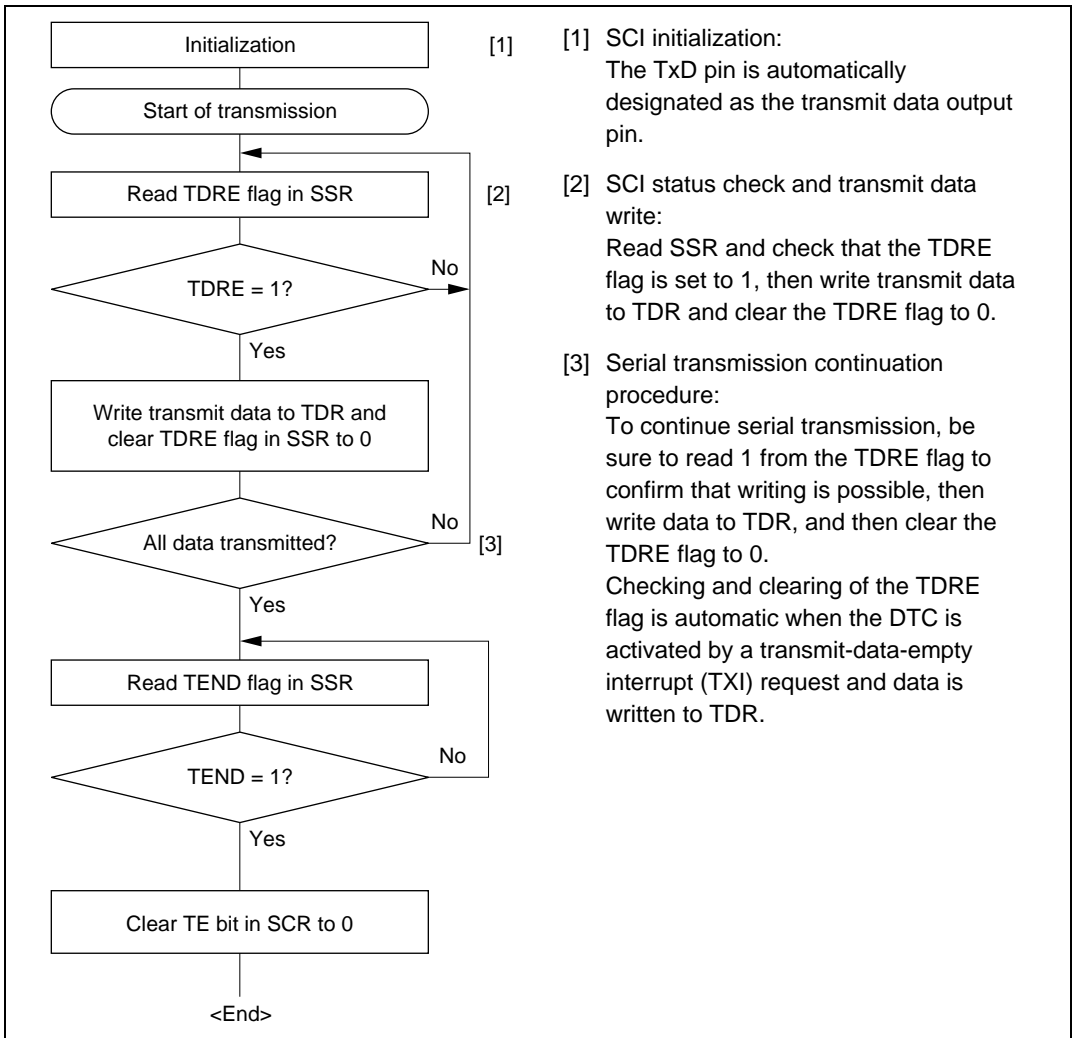 Initialization
[1]
Start of transmission
Read TDRE flag in SSR
[2]
TDRE = 1?
No
Yes
Write transmit data to TDR and
clear TDRE flag in SSR to 0
All data transmitted?
No
[3]
Yes
Read TEND flag in SSR
TEND = 1?
No
Yes
Clear TE bit in SCR to 0
<End>
[1] SCI initialization:
The TxD pin is automatically
designated as the transmit data output
pin.
[2] SCI status check and transmit data
write:
Read SSR and check that the TDRE
flag is set to 1, then write transmit data
to TDR and clear the TDRE flag to 0.
[3] Serial transmission continuation
procedure:
To continue serial transmission, be
sure to read 1 from the TDRE flag to
confirm that writing is possible, then
write data to TDR, and then clear the
TDRE flag to 0.
Checking and clearing of the TDRE
flag is automatic when the DTC is
activated by a transmit-data-empty
interrupt (TXI) request and data is
written to TDR.